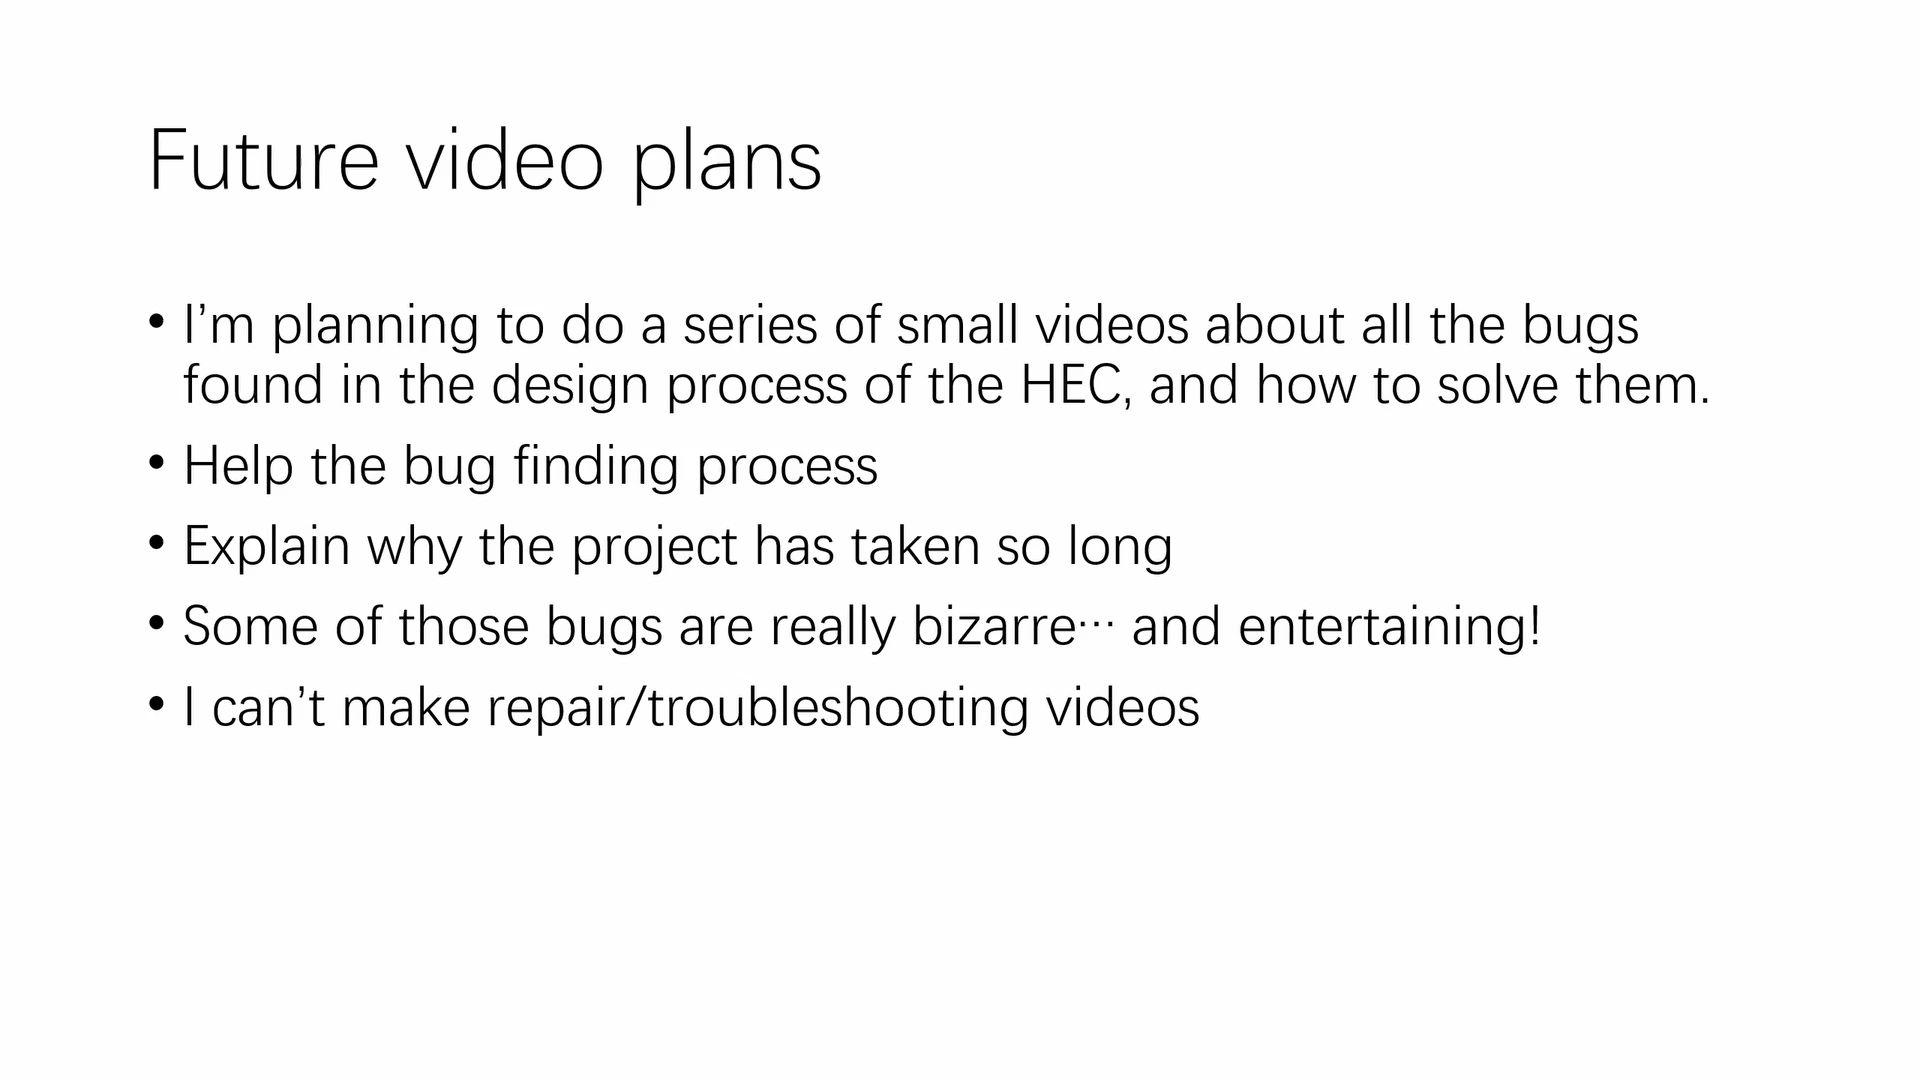 Future video plans
• I’m planning to do a series of small videos about all the bugs
found in the design process of the HEC, and how to solve them.
• Help the bug finding process
• Explain why the project has taken so long
• Some of those bugs are really bizarre… and entertaining!
• I can’t make repair/troubleshooting videos